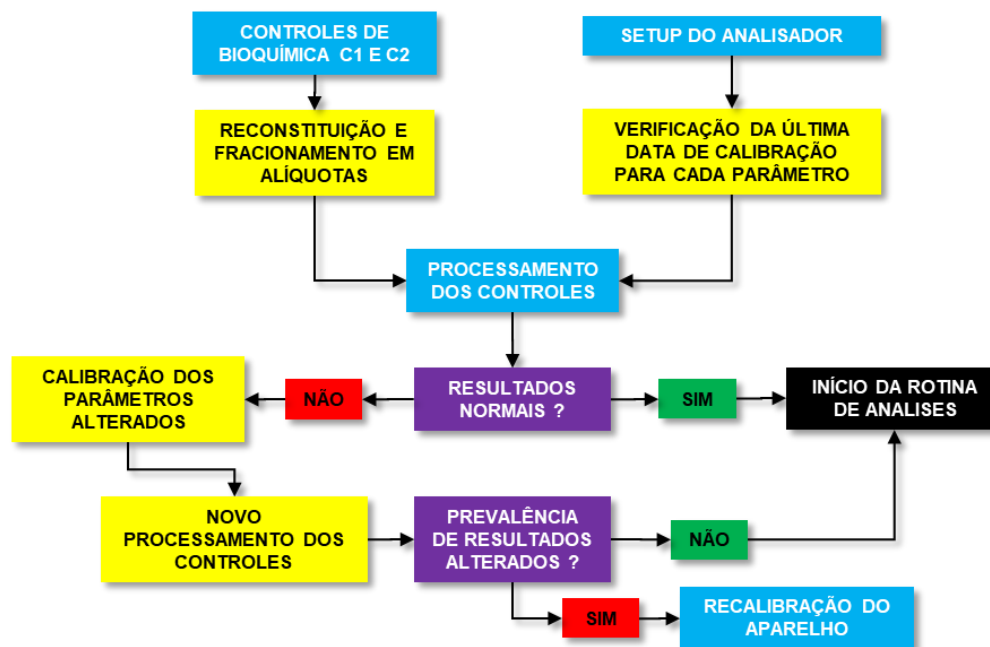 CONTROLES DE
BIOQUÍMICA C1 E C2
SETUP DO ANALISADOR
RECONSTITUIÇÃO E
FRACIONAMENTO EM
ALÍQUOTAS
VERIFICAÇÃO DA ÚLTIMA
DATA DE CALIBRAÇÃO
PARA CADA PARÂMETRO
PROCESSAMENTO
DOS CONTROLES
CALIBRAÇÃO DOS
PARÂMETROS
ALTERADOS
NÃO
RESULTADOS
NORMAIS ?
SIM
INÍCIO DA ROTINA
DE ANALISES
NOVO
PROCESSAMENTO DOS
CONTROLES
PREVALÊNCIA
DE RESULTADOS
ALTERADOS ?
NÃO
SIM
RECALIBRAÇÃO DO
APARELHO